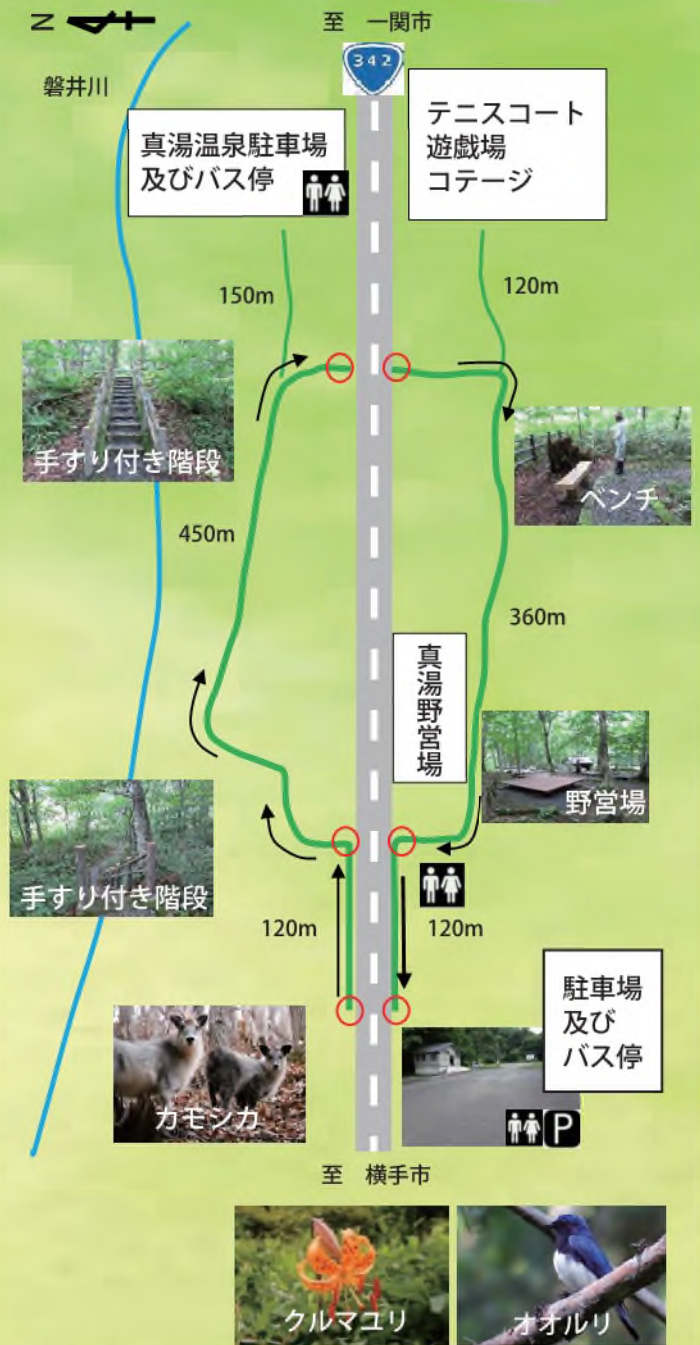 N
至 一関市
342
磐井川
真湯温泉駐車場
及びバス停
テニスコート
遊戯場
コテージ
150m
120m
手すり付き階段
ベンチ
450m
360m
真湯野営場
野営場
手すり付き階段
120m
120m
駐車場
及び
バス停
カモシカ
P
至 横手市
クルマユリ
オオルリ